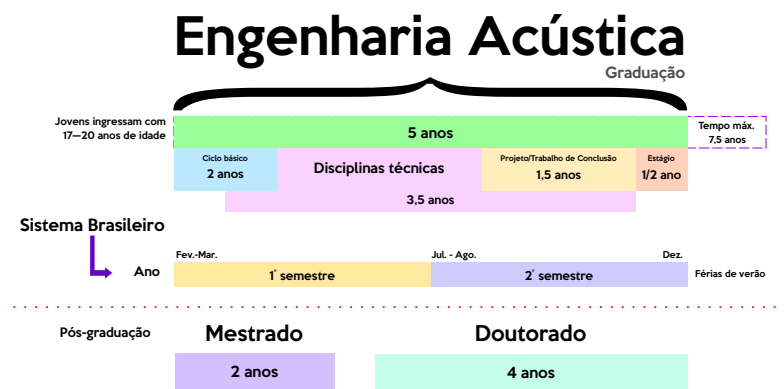 Engenharia Acústica
Graduação
Jovens ingressam com
17—20 anos de idade
5 anos
Tempo máx.
7,5 anos
Ciclo básico
2 anos
Disciplinas técnicas
Projeto/Trabalho de Conclusão
1,5 anos
Estágio
1/2 ano
3,5 anos
Sistema Brasileiro
Fev.-Mar.
Jul. - Ago.
Dez.
Ano
1° semestre
2° semestre
Férias de verão
Pós-graduação
Mestrado
Doutorado
2 anos
4 anos